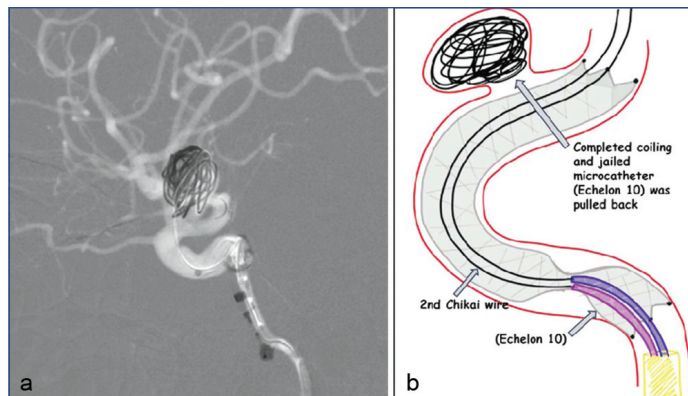 a
Completed coiling
and jailed
microcatheter
(Echelon 10) was
pulled back
2nd Chikai wire
(Echelon 10)
b